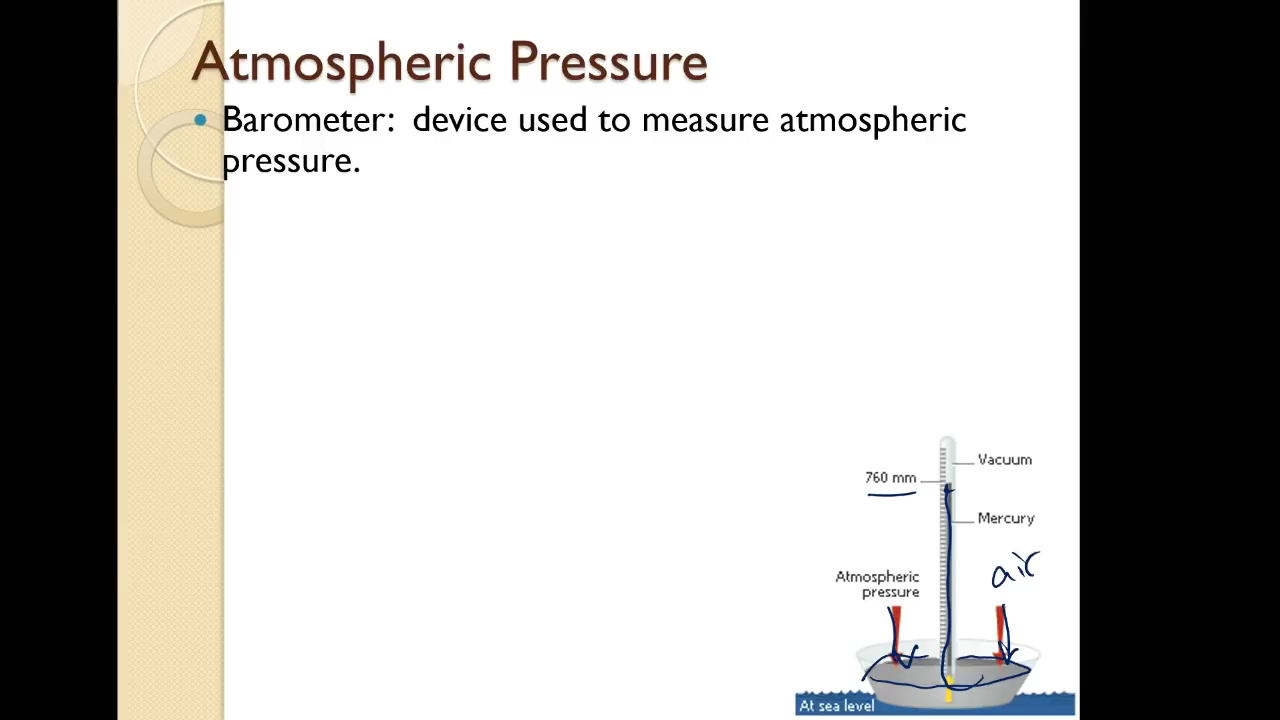 Atmospheric Pressure
Barometer: device used to measure atmospheric
pressure.
Vacuum
760 mm
Mercury
air
Atmospheric
pressure
At sea level